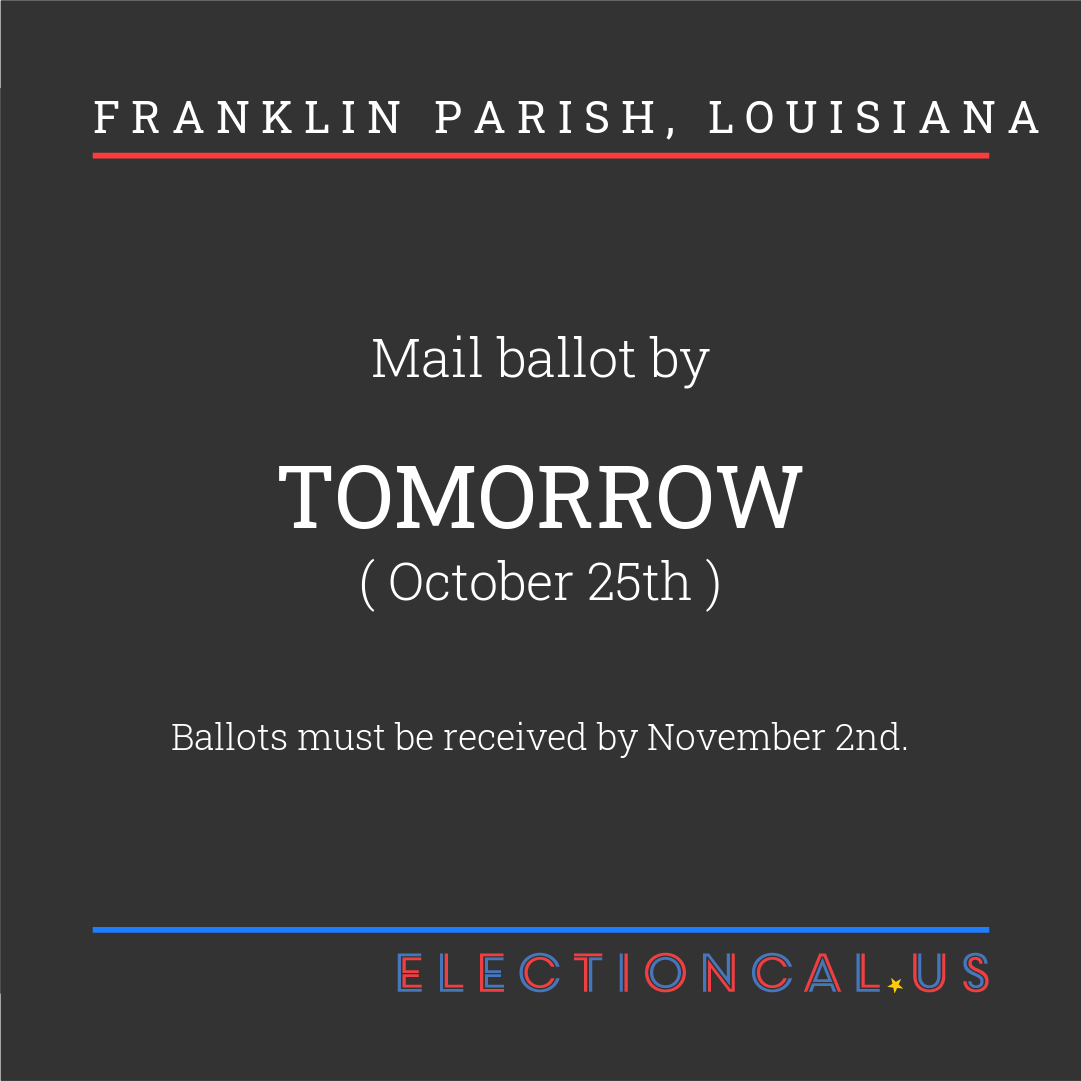 FRANKLIN PARISH, LOUISIANA
Mail ballot by
TOMORROW
( October 25th )
Ballots must be received by November 2nd.
ELECTIONCAL.US